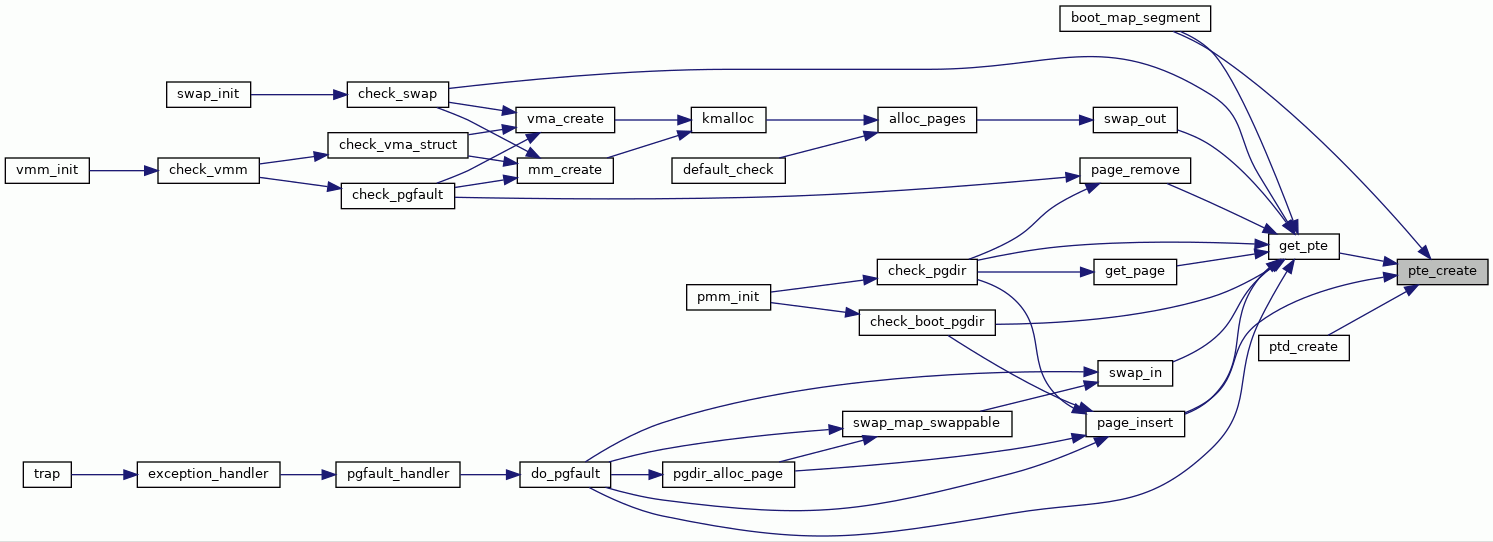 boot_map_segment
swap_init
check_swap
vma_create
kmalloc
alloc_pages
swap_out
check_vma_struct
vmm_init
check_vmm
mm_create
default_check
page_remove
check_pgfault
get_pte
check_pgdir
get_page
pte_create
pmm_init
check_boot_pgdir
ptd_create
swap_in
swap_map_swappable
page_insert
trap
exception_handler
pgfault_handler
do_pgfault
pgdir_alloc_page